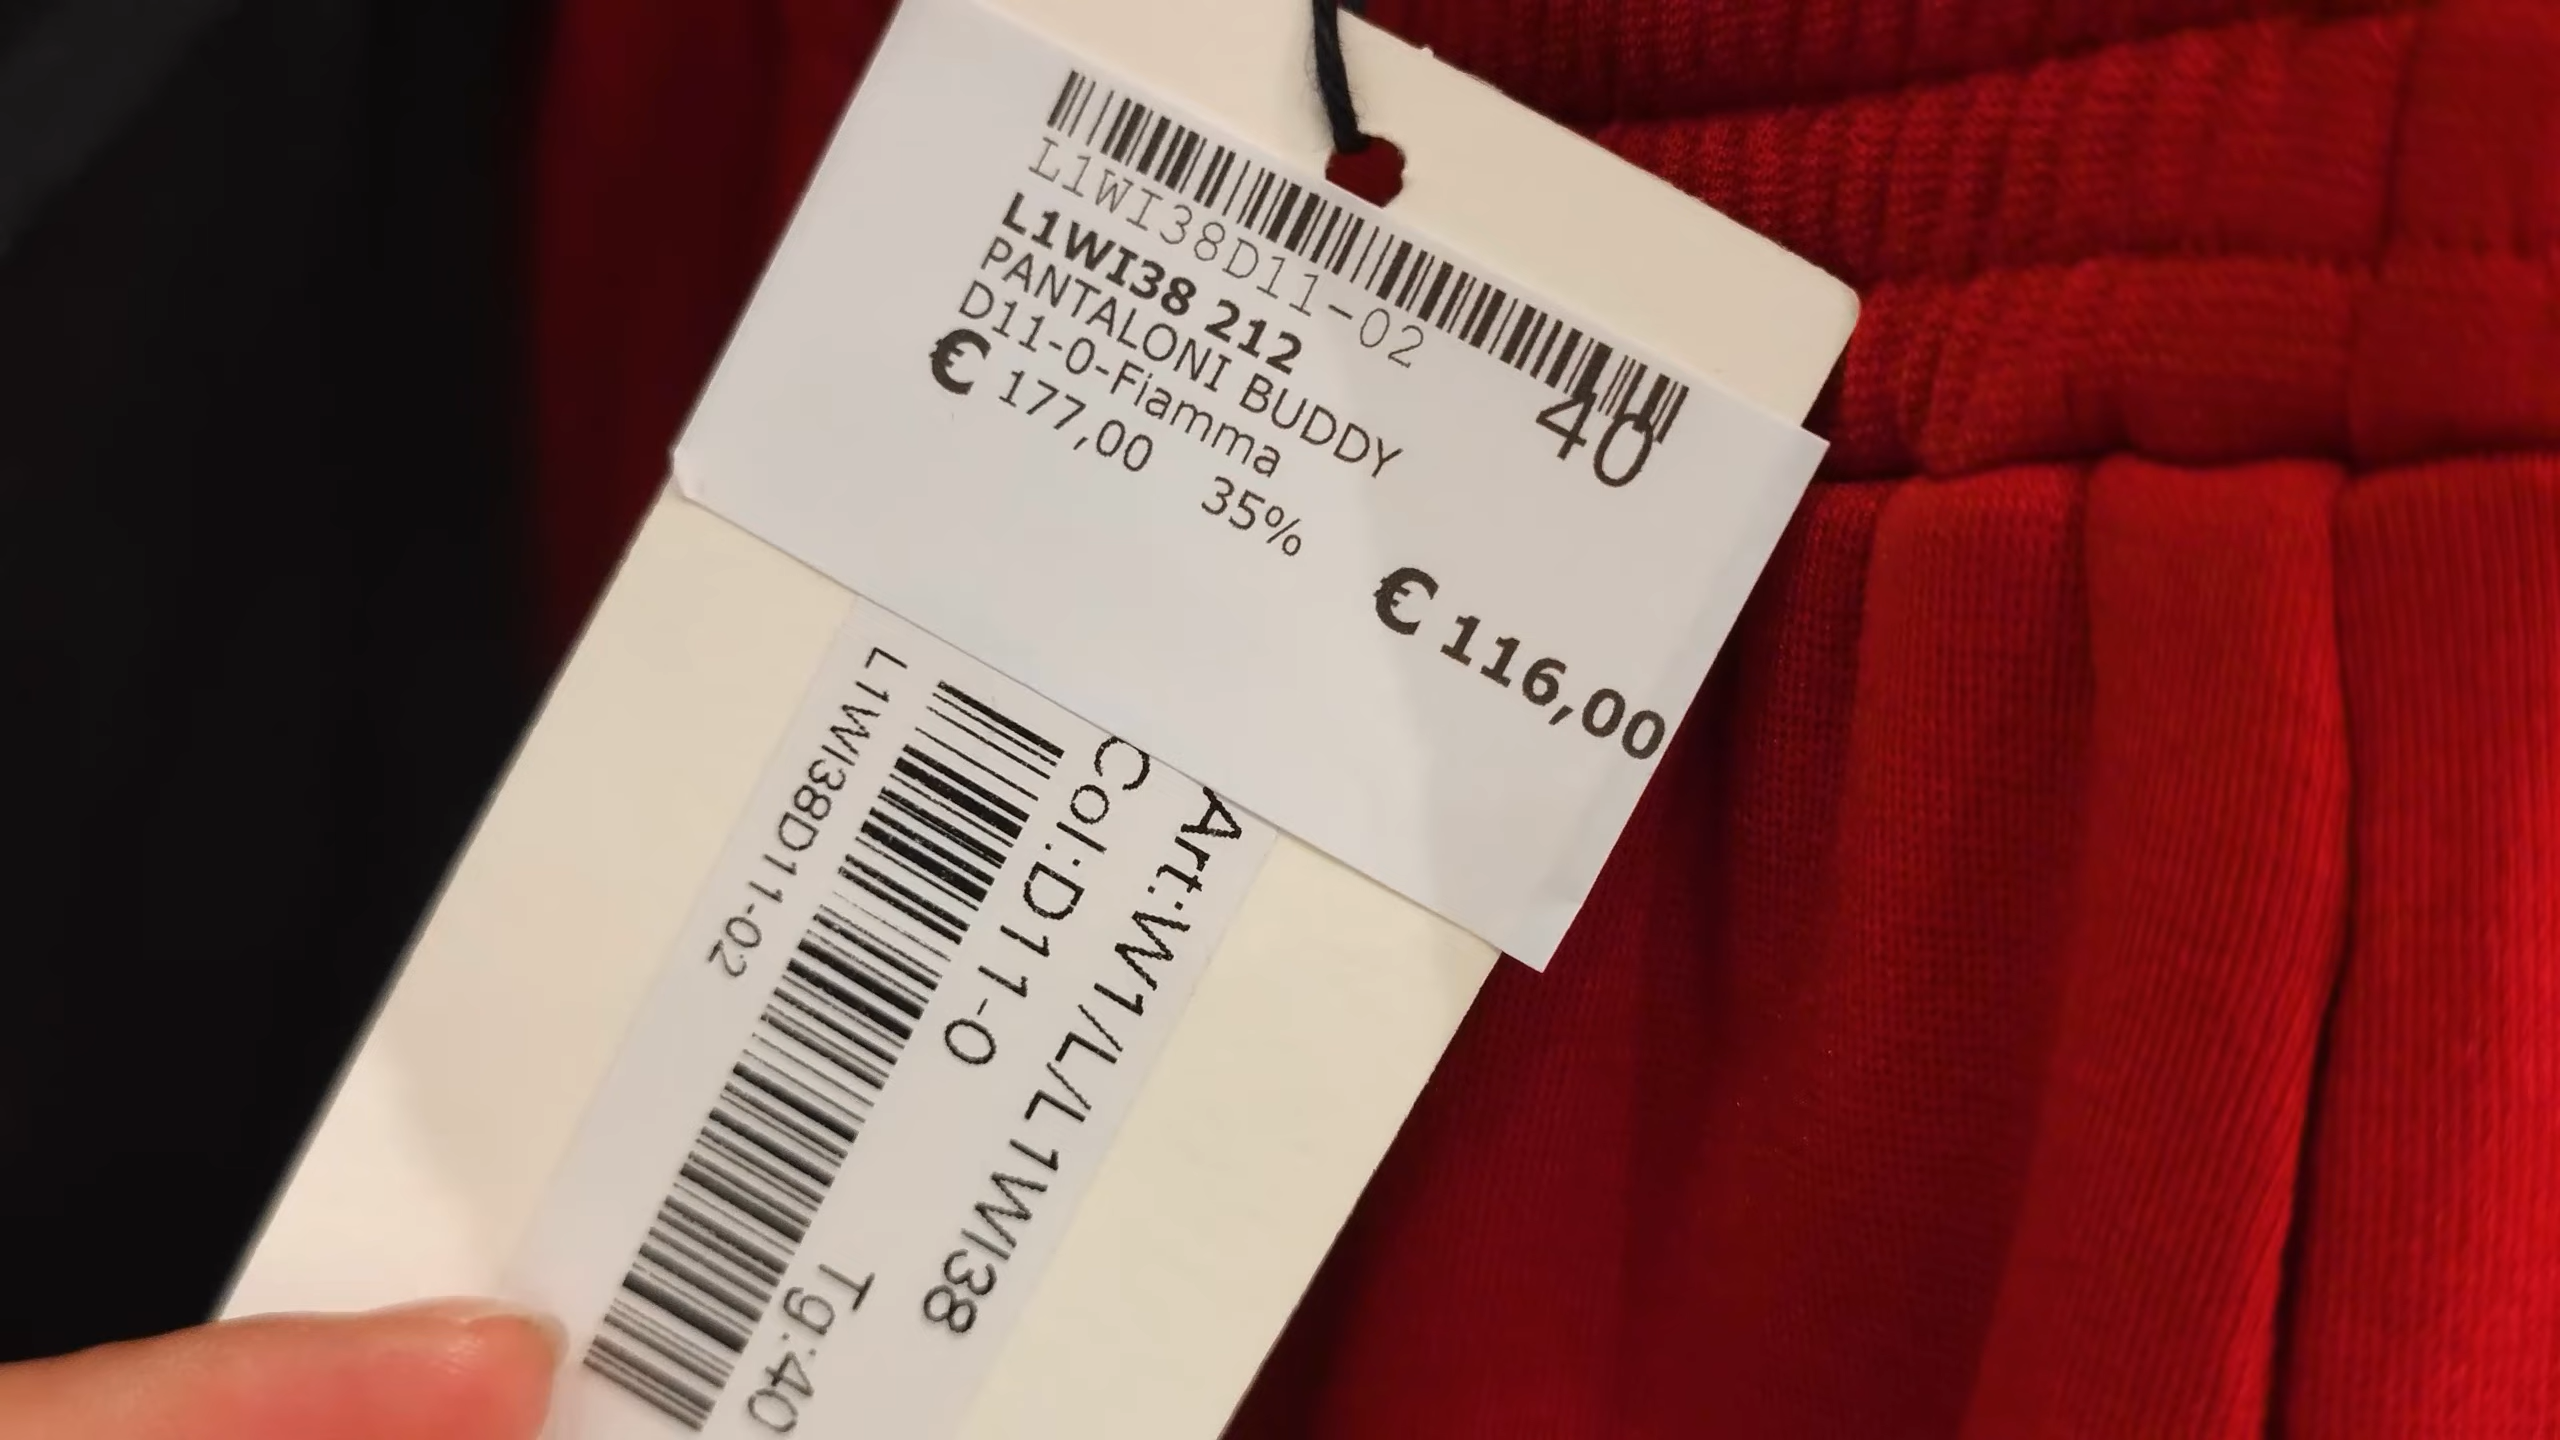 L1WI38D11-02
L1WI38 212
40
PANTALONI BUDDY
D11-0-Fiamma
€ 177,00 35%
€ 116,00
Art:W1/L/L1WI38
Col:D11-0
Tg:40
L1WI38D11-02